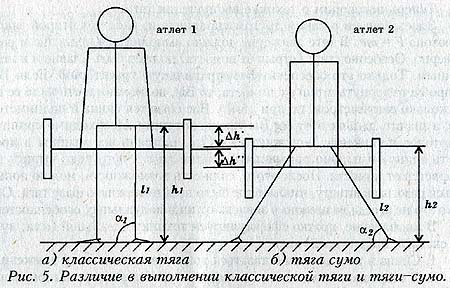 атлет 1
атлет 2
Δh'
Δh''
l1
h1
l2
h2
α1
α2
а) классическая тяга
б) тяга сумо
Рис. 5. Различие в выполнении классической тяги и тяги-сумо.